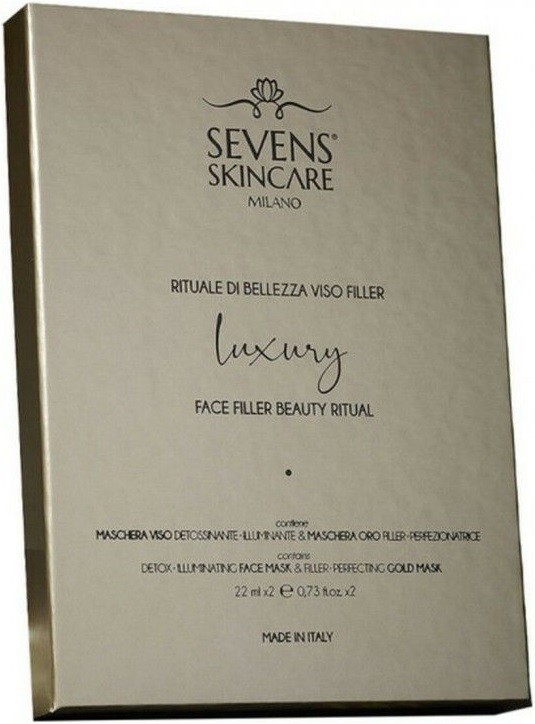 SEVENS®
SKINCARE
MILANO
RITUALE DI BELLEZZA VISO FILLER
luxury
FACE FILLER BEAUTY RITUAL
contiene
MASCHERA VISO DETOSSINANTE-ILLUMINANTE & MASCHERA ORO FILLER-PERFEZIONATRICE
contains
DETOX-ILLUMINATING FACE MASK & FILLER-PERFECTING GOLD MASK
22 ml x2 ℮ 0,73 fl.oz. x2
MADE IN ITALY